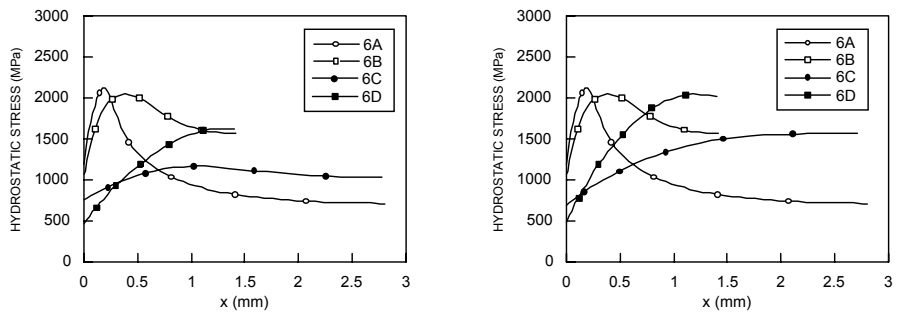 HYDROSTATIC STRESS (MPa)
3000
2500
2000
1500
1000
500
0
6A
6B
6C
6D
0 0.5 1 1.5 2 2.5 3
x (mm)
HYDROSTATIC STRESS (MPa)
3000
2500
2000
1500
1000
500
0
6A
6B
6C
6D
0 0.5 1 1.5 2 2.5 3
x (mm)